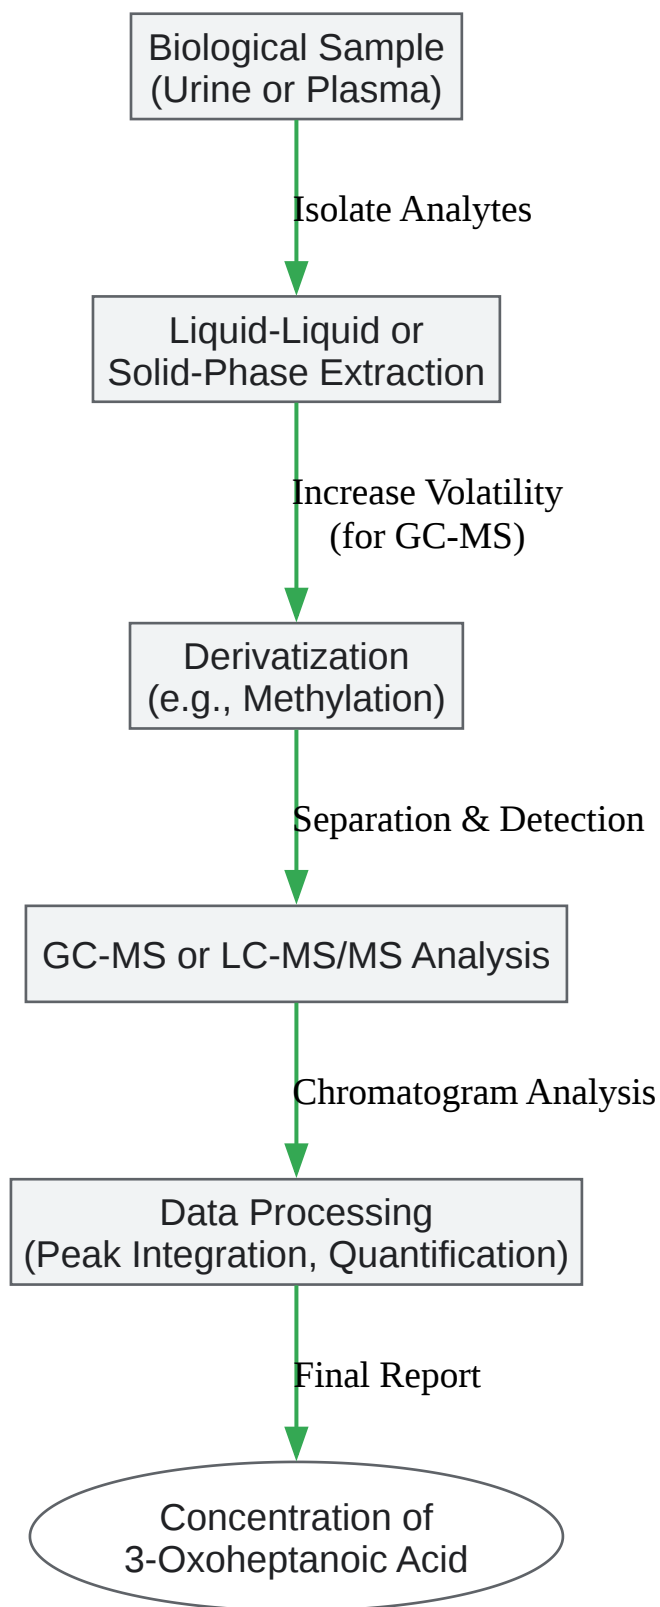 Biological Sample
(Urine or Plasma)
Isolate Analytes
Liquid-Liquid or
Solid-Phase Extraction
Increase Volatility
(for GC-MS)
Derivatization
(e.g., Methylation)
Separation & Detection
GC-MS or LC-MS/MS Analysis
Chromatogram Analysis
Data Processing
(Peak Integration, Quantification)
Final Report
Concentration of
3-Oxoheptanoic Acid